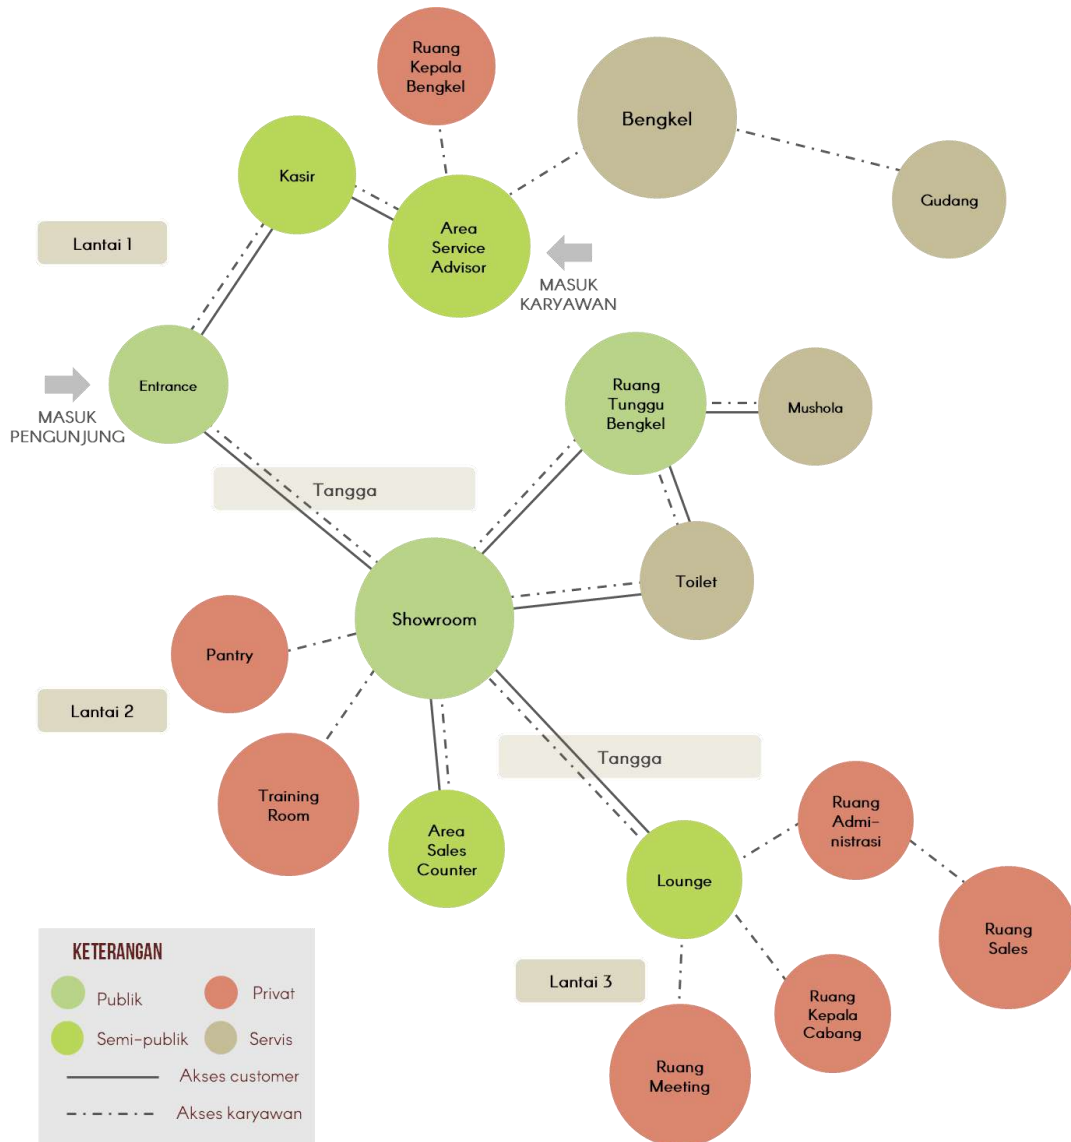 Ruang
Kepala
Bengkel
Bengkel
Kasir
Gudang
Area
Service
Advisor
Lantai 1
MASUK
KARYAWAN
Entrance
MASUK
PENGUNJUNG
Ruang
Tunggu
Bengkel
Mushola
Tangga
Toilet
Showroom
Pantry
Lantai 2
Tangga
Training
Room
Area
Sales
Counter
Ruang
Admi-
nistrasi
Lounge
Ruang
Sales
Lantai 3
Ruang
Kepala
Cabang
Ruang
Meeting
KETERANGAN
Publik
Privat
Semi-publik
Servis
Akses customer
Akses karyawan